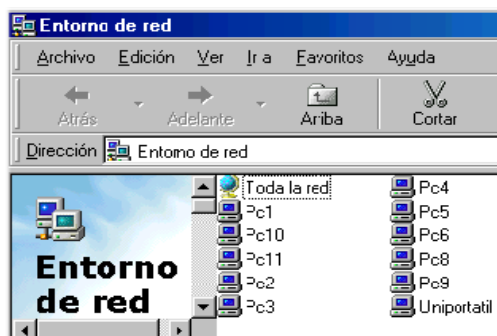 Entorno de red
Archivo Edición Ver Ir a Favoritos Ayuda
Atrás Adelante Arriba Cortar
Dirección Entorno de red
Entorno de red
Toda la red
Pc1
Pc10
Pc11
Pc2
Pc3
Pc4
Pc5
Pc6
Pc8
Pc9
Uniportatil